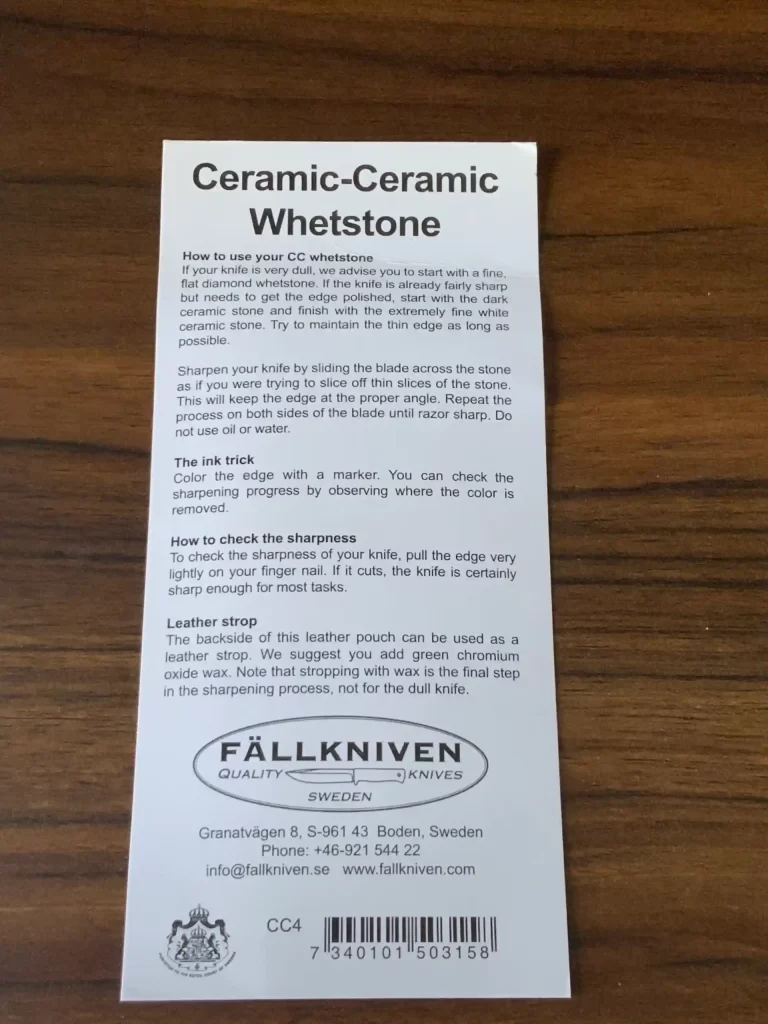 Ceramic-Ceramic
Whetstone
How to use your CC whetstone
If your knife is very dull, we advise you to start with a fine,
flat diamond whetstone. If the knife is already fairly sharp
but needs to get the edge polished, start with the dark
ceramic stone and finish with the extremely fine white
ceramic stone. Try to maintain the thin edge as long as
possible.
Sharpen your knife by sliding the blade across the stone
as if you were trying to slice off thin slices of the stone.
This will keep the edge at the proper angle. Repeat the
process on both sides of the blade until razor sharp. Do
not use oil or water.
The ink trick
Color the edge with a marker. You can check the
sharpening progress by observing where the color is
removed.
How to check the sharpness
To check the sharpness of your knife, pull the edge very
lightly on your finger nail. If it cuts, the knife is certainly
sharp enough for most tasks.
Leather strop
The backside of this leather pouch can be used as a
leather strop. We suggest you add green chromium
oxide wax. Note that stropping with wax is the final step
in the sharpening process, not for the dull knife.
FÄLLKNIVEN
QUALITY KNIVES
SWEDEN
Granatvägen 8, S-961 43 Boden, Sweden
Phone: +46-921 544 22
info@fallkniven.se www.fallkniven.com
CC4
7 340101 503158